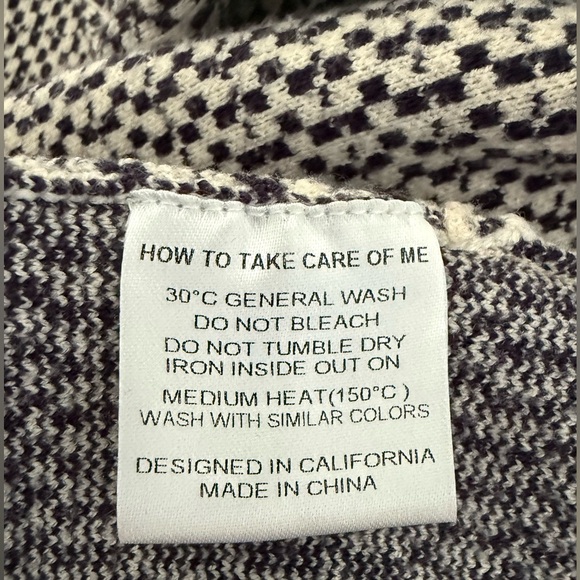 HOW TO TAKE CARE OF ME
30°C GENERAL WASH
DO NOT BLEACH
DO NOT TUMBLE DRY
IRON INSIDE OUT ON
MEDIUM HEAT(150°C )
WASH WITH SIMILAR COLORS
DESIGNED IN CALIFORNIA
MADE IN CHINA